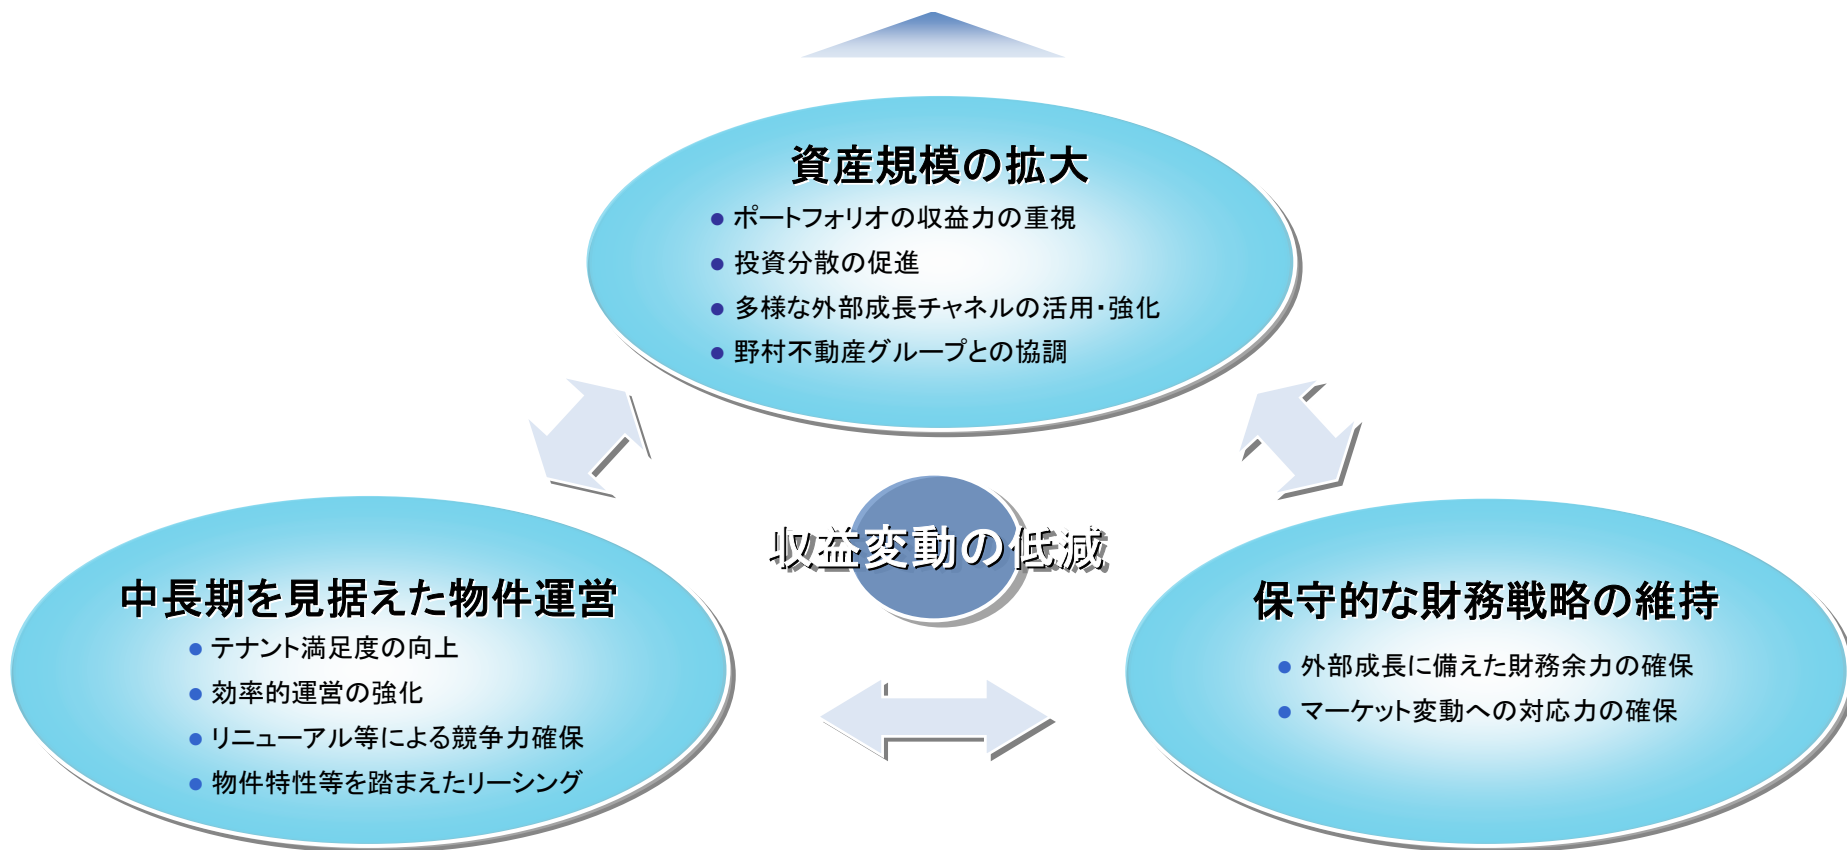 資産規模の拡大
● ポートフォリオの収益力の重視
● 投資分散の促進
● 多様な外部成長チャネルの活用・強化
● 野村不動産グループとの協調
収益変動の低減
中長期を見据えた物件運営
● テナント満足度の向上
● 効率的運営の強化
● リニューアル等による競争力確保
● 物件特性等を踏まえたリーシング
保守的な財務戦略の維持
● 外部成長に備えた財務余力の確保
● マーケット変動への対応力の確保